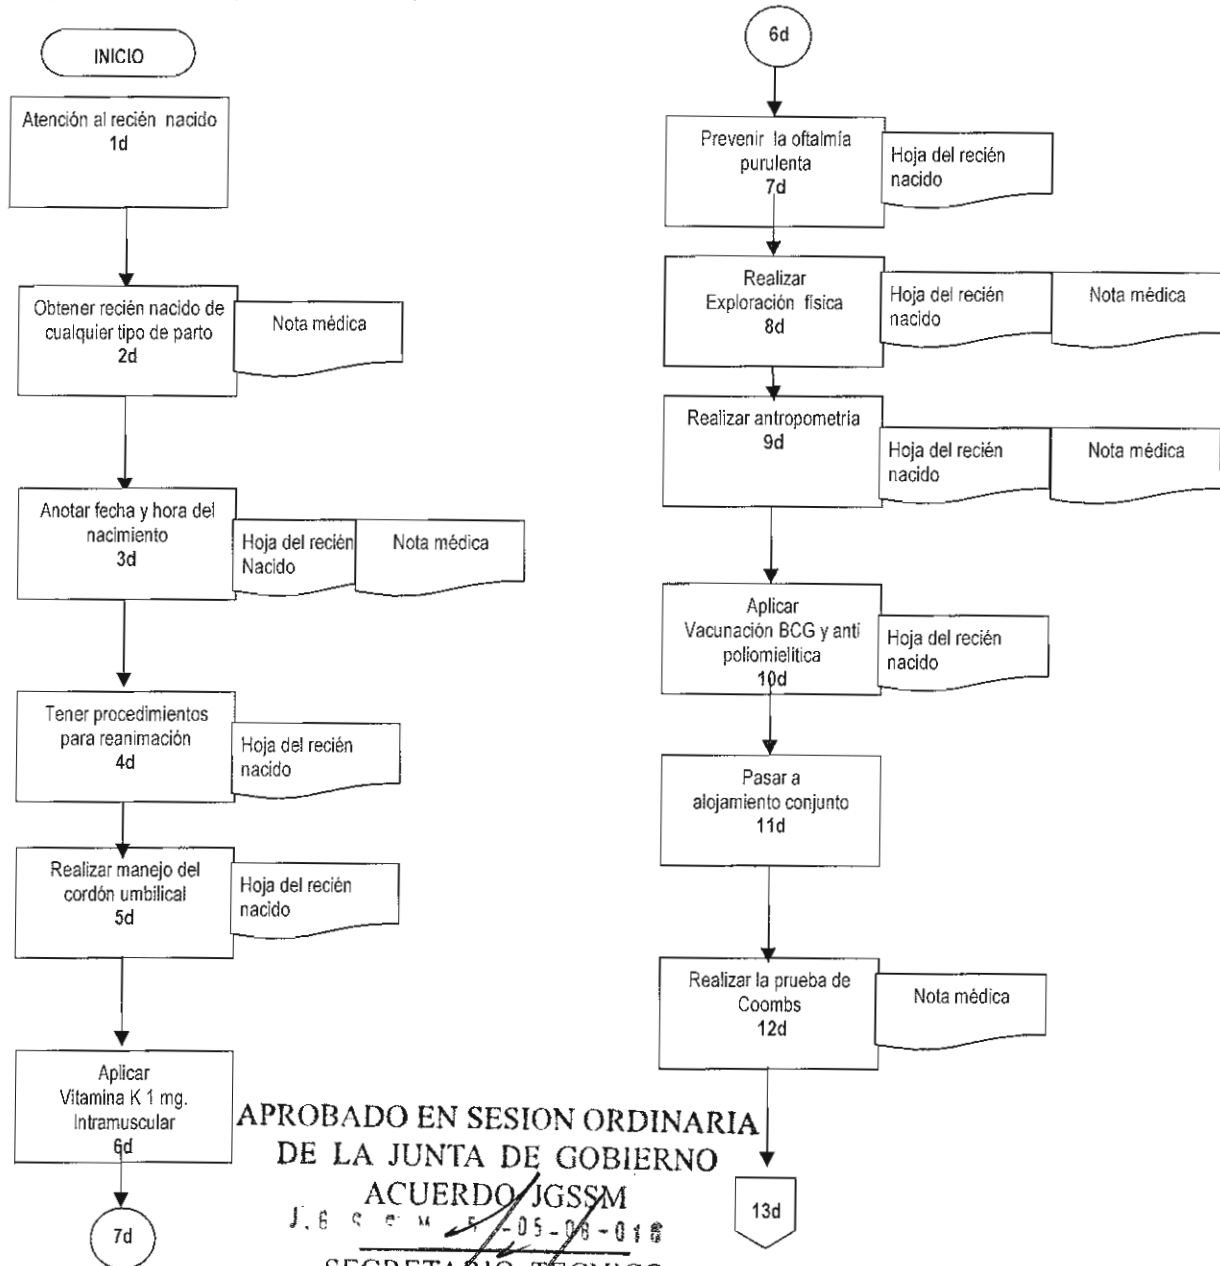 INICIO
Atención al recién nacido
1d
Obtener recién nacido de
cualquier tipo de parto
2d
Nota médica
Anotar fecha y hora del
nacimiento
3d
Hoja del recién
Nacido
Nota médica
Tener procedimientos
para reanimación
4d
Hoja del recién
nacido
Realizar manejo del
cordón umbilical
5d
Hoja del recién
nacido
Aplicar
Vitamina K 1 mg.
Intramuscular
6d
7d
6d
Prevenir la oftalmía
purulenta
7d
Hoja del recién
nacido
Realizar
Exploración física
8d
Hoja del recién
nacido
Nota médica
Realizar antropometría
9d
Hoja del recién
nacido
Nota médica
Aplicar
Vacunación BCG y anti
poliomielítica
10d
Hoja del recién
nacido
Pasar a
alojamiento conjunto
11d
Realizar la prueba de
Coombs
12d
Nota médica
13d
APROBADO EN SESION ORDINARIA
DE LA JUNTA DE GOBIERNO
ACUERDO JGSSM
SECRETARIO TECNICO